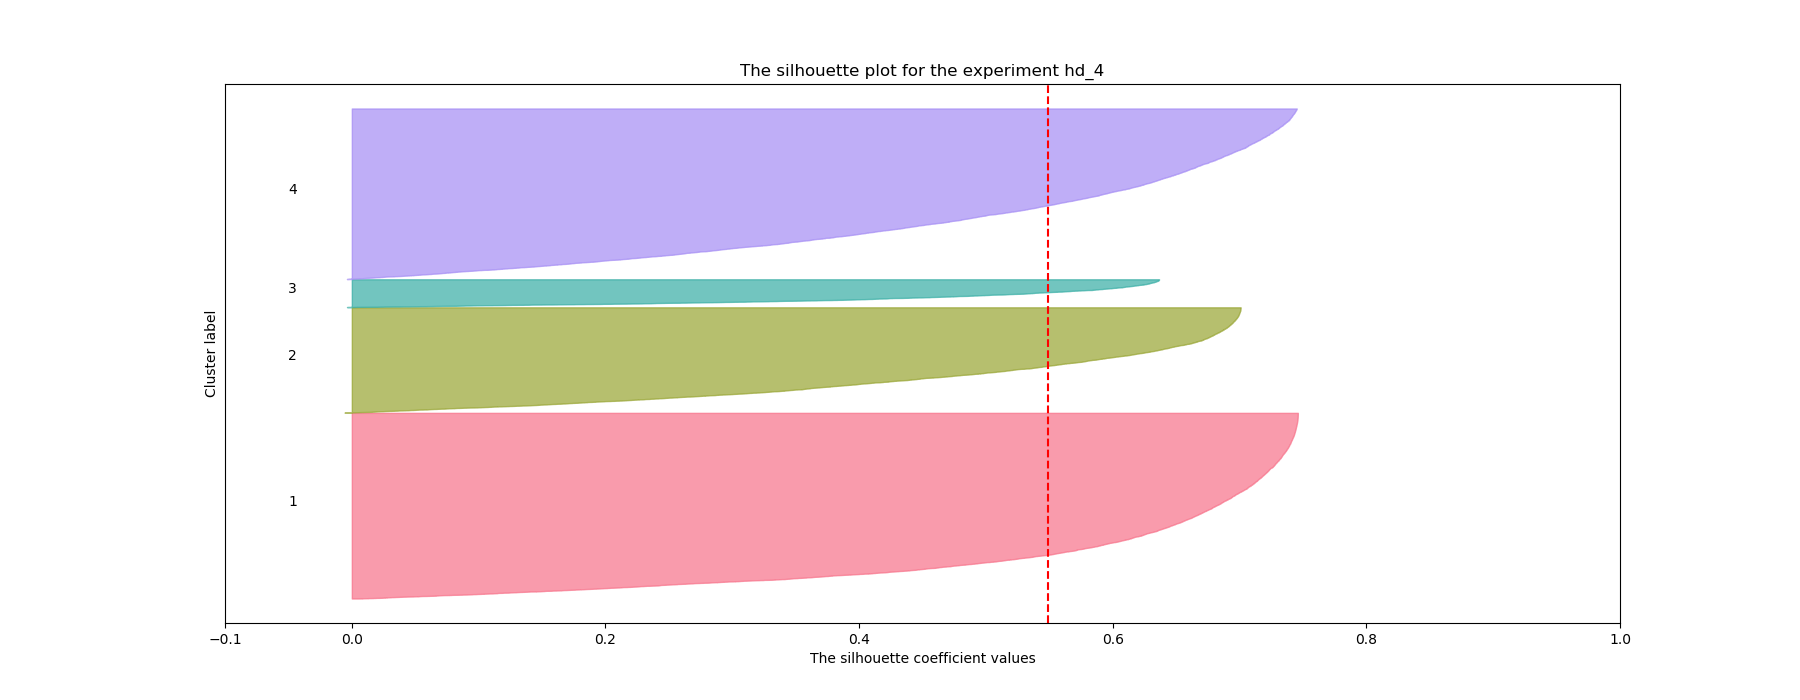 The silhouette plot for the experiment hd_4
4
3
2
1
Cluster label
−0.1 0.0 0.2 0.4 0.6 0.8 1.0
The silhouette coefficient values